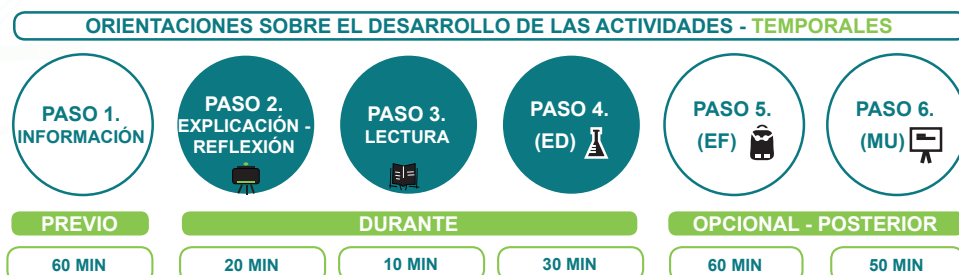 ORIENTACIONES SOBRE EL DESARROLLO DE LAS ACTIVIDADES - TEMPORALES
PASO 1.
INFORMACIÓN
PASO 2.
EXPLICACIÓN -
REFLEXIÓN
PASO 3.
LECTURA
PASO 4.
(ED)
PASO 5.
(EF)
PASO 6.
(MU)
PREVIO
DURANTE
OPCIONAL - POSTERIOR
60 MIN
20 MIN
10 MIN
30 MIN
60 MIN
50 MIN